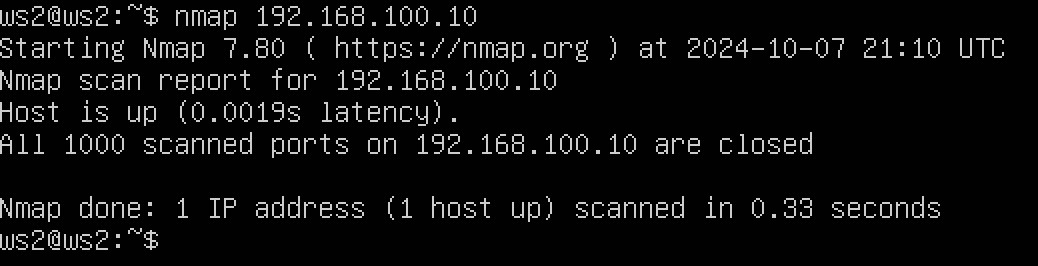 ws2@ws2:~$ nmap 192.168.100.10
Starting Nmap 7.80 ( https://nmap.org ) at 2024-10-07 21:10 UTC
Nmap scan report for 192.168.100.10
Host is up (0.0019s latency).
All 1000 scanned ports on 192.168.100.10 are closed
Nmap done: 1 IP address (1 host up) scanned in 0.33 seconds
ws2@ws2:~$